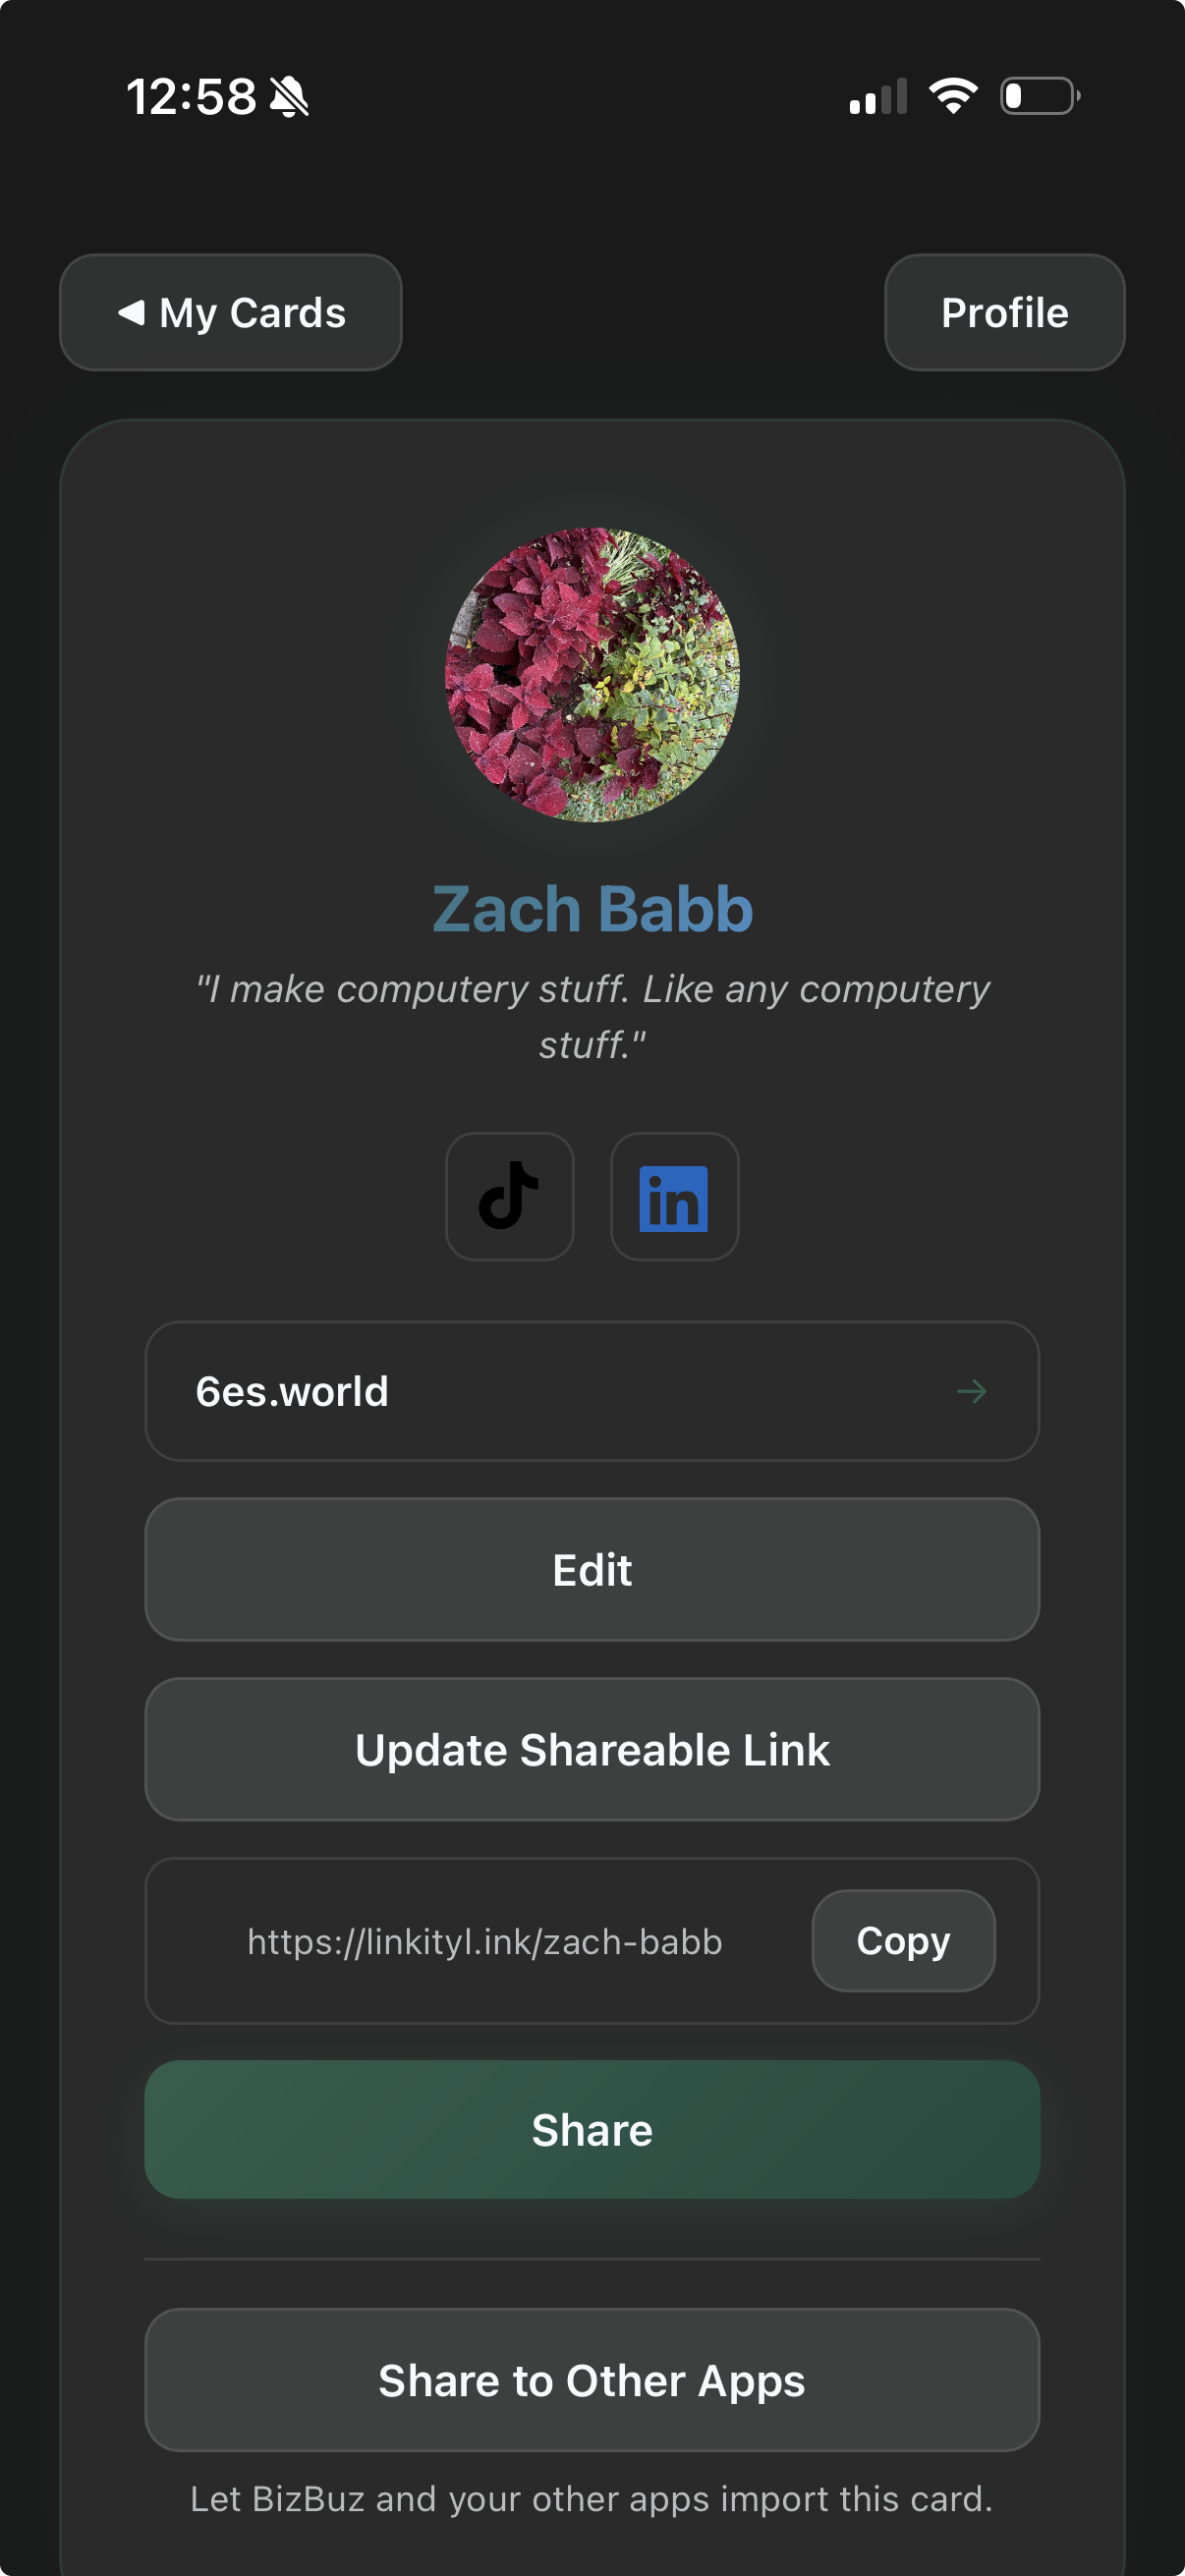 12:58
My Cards
Profile
Zach Babb
"I make computery stuff. Like any computery
stuff."
in
6es.world
Edit
Update Shareable Link
https://linkityl.ink/zach-babb
Copy
Share
Share to Other Apps
Let BizBuz and your other apps import this card.